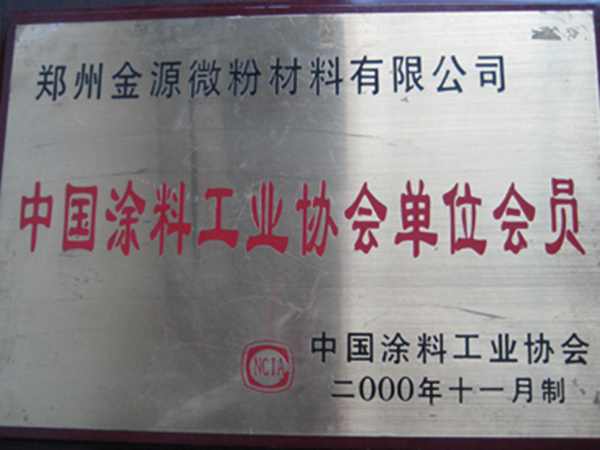 郑州金源微粉材料有限公司
中国涂料工业协会单位会员
NCIA
中国涂料工业协会
二000年十一月制